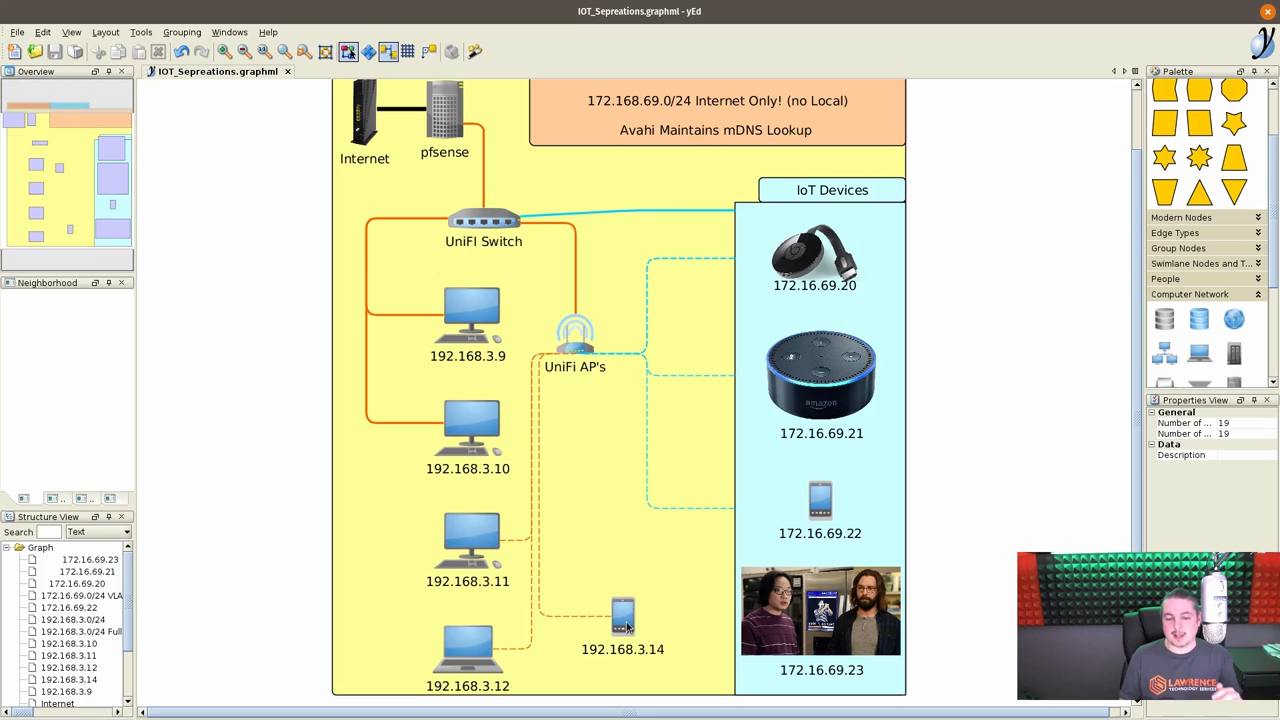 IOT_Sepreations.graphml - yEd
File Edit View Layout Tools Grouping Windows Help
Overview
IOT_Sepreations.graphml
Palette
172.168.69.0/24 Internet Only! (no Local)
Avahi Maintains mDNS Lookup
Internet
pfsense
IoT Devices
UniFI Switch
172.16.69.20
192.168.3.9
UniFi AP's
amazon
172.16.69.21
192.168.3.10
172.16.69.22
192.168.3.11
192.168.3.14
172.16.69.23
192.168.3.12
Neighborhood
Structure View
Search
Text
Graph
172.16.69.23
172.16.69.21
172.16.69.20
172.16.69.0/24 VLA
172.16.69.22
192.168.3.0/24
192.168.3.0/24 Full
192.168.3.10
192.168.3.11
192.168.3.12
192.168.3.14
192.168.3.9
Internet
Modern Nodes
Edge Types
Group Nodes
Swimlane Nodes and T...
People
Computer Network
Properties View
General
Number of ... 19
Number of ... 19
Data
Description
LAWRENCE
TECHNOLOGY SERVICES